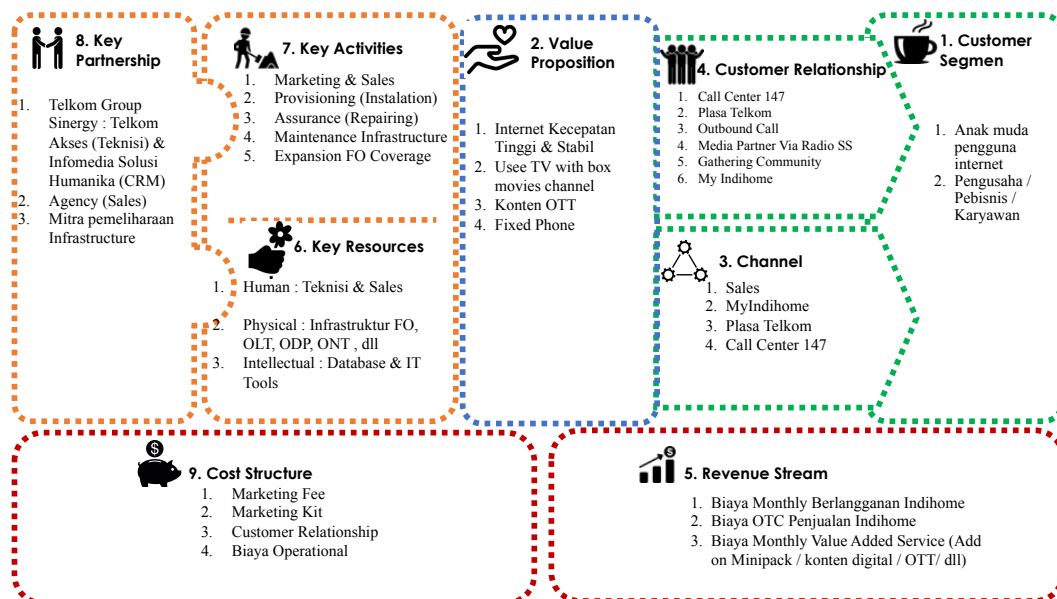 8. Key
Partnership
1. Telkom Group
Sinergy : Telkom
Akses (Teknisi) &
Infomedia Solusi
Humanika (CRM)
2. Agency (Sales)
3. Mitra pemeliharaan
Infrastructure
7. Key Activities
1. Marketing & Sales
2. Provisioning (Instalation)
3. Assurance (Repairing)
4. Maintenance Infrastructure
5. Expansion FO Coverage
6. Key Resources
1. Human : Teknisi & Sales
2. Physical : Infrastruktur FO,
OLT, ODP, ONT , dll
3. Intellectual : Database & IT
Tools
2. Value
Proposition
1. Internet Kecepatan
Tinggi & Stabil
2. Usee TV with box
movies channel
3. Konten OTT
4. Fixed Phone
4. Customer Relationship
1. Call Center 147
2. Plasa Telkom
3. Outbound Call
4. Media Partner Via Radio SS
5. Gathering Community
6. My Indihome
3. Channel
1. Sales
2. MyIndihome
3. Plasa Telkom
4. Call Center 147
1. Customer
Segmen
1. Anak muda
pengguna
internet
2. Pengusaha /
Pebisnis /
Karyawan
$
9. Cost Structure
1. Marketing Fee
2. Marketing Kit
3. Customer Relationship
4. Biaya Operational
$
5. Revenue Stream
1. Biaya Monthly Berlangganan Indihome
2. Biaya OTC Penjualan Indihome
3. Biaya Monthly Value Added Service (Add
on Minipack / konten digital / OTT/ dll)